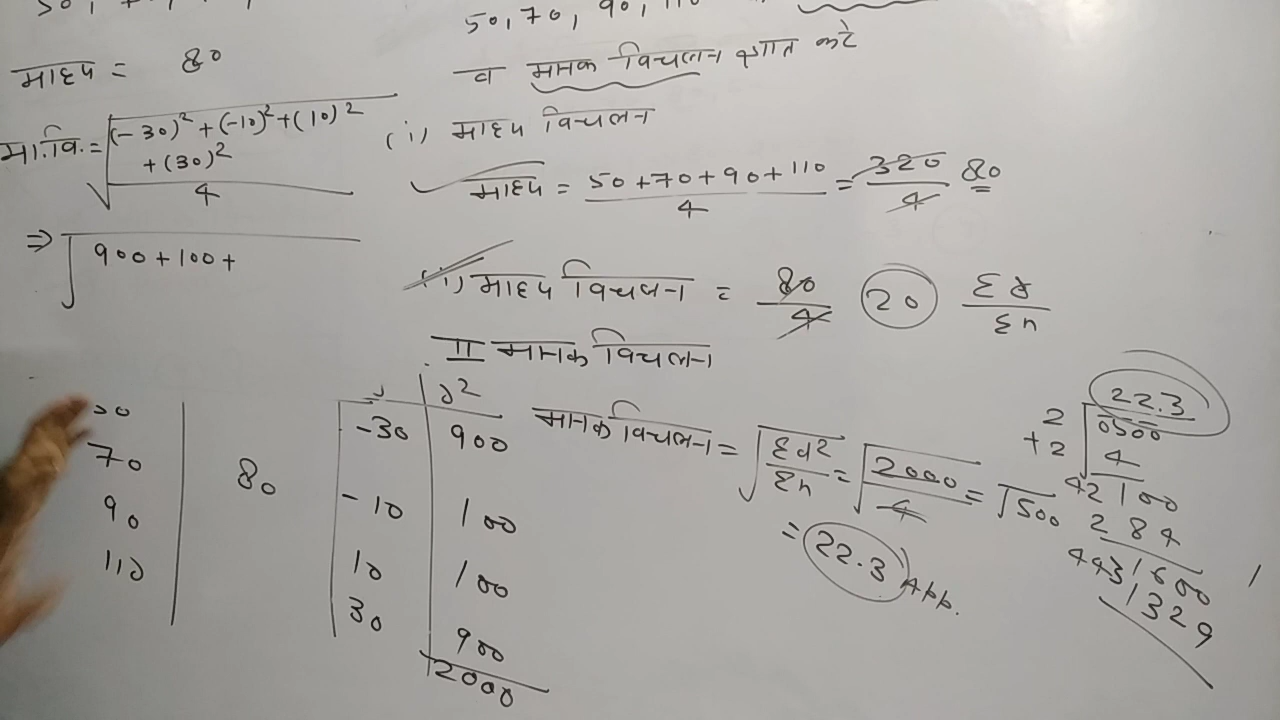 50, 70, 90, 110
व मानक विचलन ज्ञात करे
माध्य = 80
मा.वि. = √((-30)² + (-10)² + (10)² + (30)²) / 4
⇒ √900 + 100 +
(i) माध्य विचलन
माध्य = 50 + 70 + 90 + 110 / 4 = 320 / 4 80
(i) माध्य विचलन = 80 / 4 20 Σd / Σn
II मानक विचलन
50
70
90
110
80
d d²
-30 900
-10 100
10 100
30 900
2000
मानक विचलन = √Σd² / Σn = √2000 / 4 = √500
= 22.3 App.
22.3
2 0500
+2 4
42 100
2 84
443 1600
1329